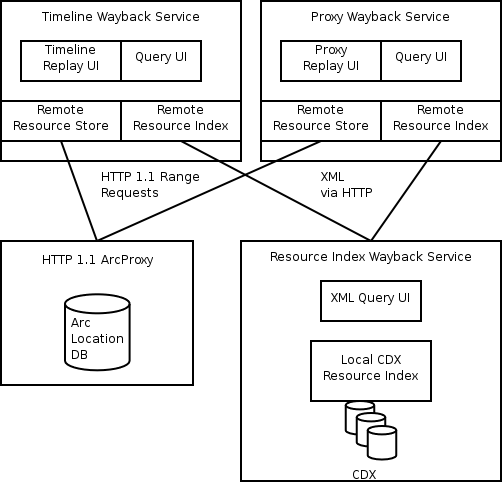 Timeline Wayback Service
Timeline
Replay UI
Query UI
Remote
Resource Store
Remote
Resource Index
Proxy Wayback Service
Proxy
Replay UI
Query UI
Remote
Resource Store
Remote
Resource Index
HTTP 1.1 Range
Requests
XML
via HTTP
HTTP 1.1 ArcProxy
Arc
Location
DB
Resource Index Wayback Service
XML Query UI
Local CDX
Resource Index
CDX